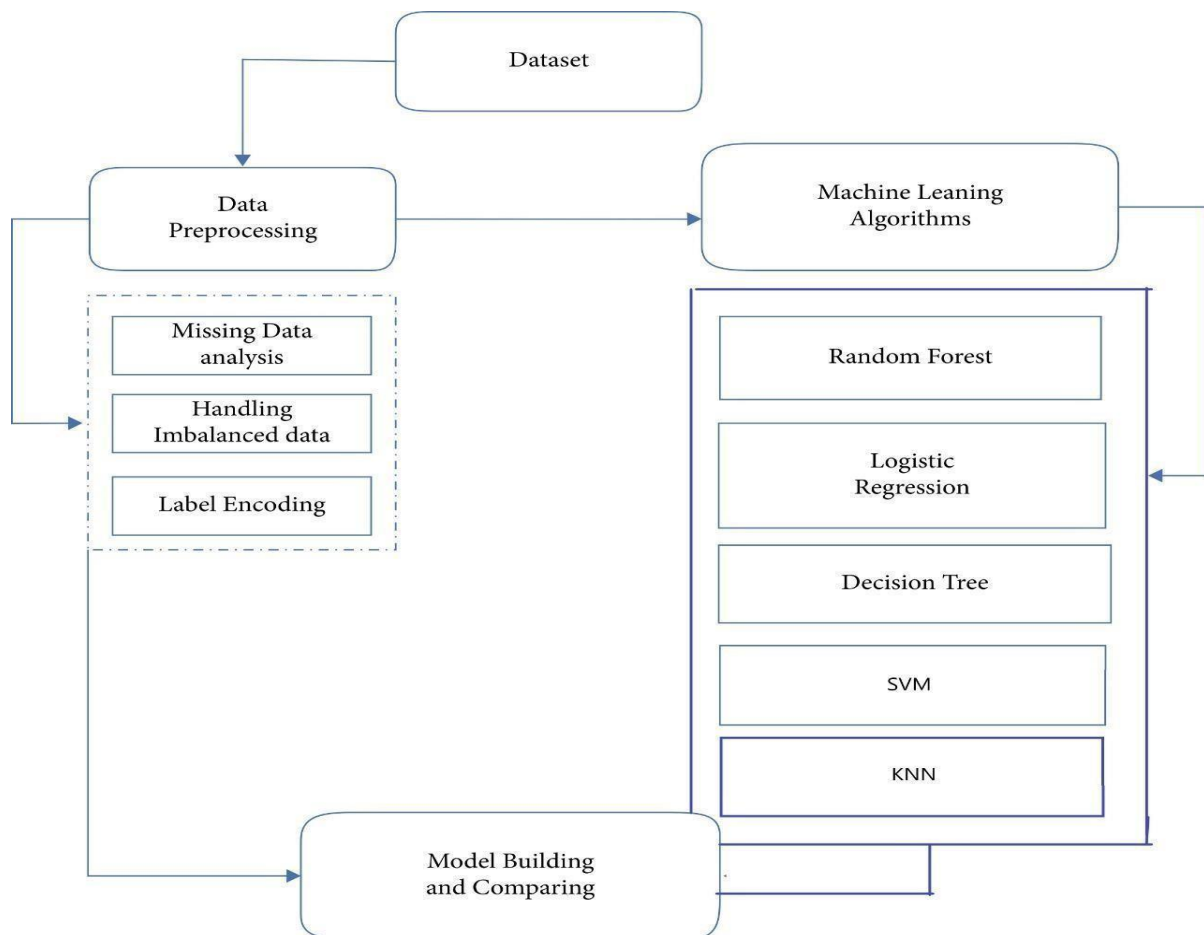 Dataset
Data
Preprocessing
Machine Leaning
Algorithms
Missing Data
analysis
Handling
Imbalanced data
Label Encoding
Random Forest
Logistic
Regression
Decision Tree
SVM
KNN
Model Building
and Comparing